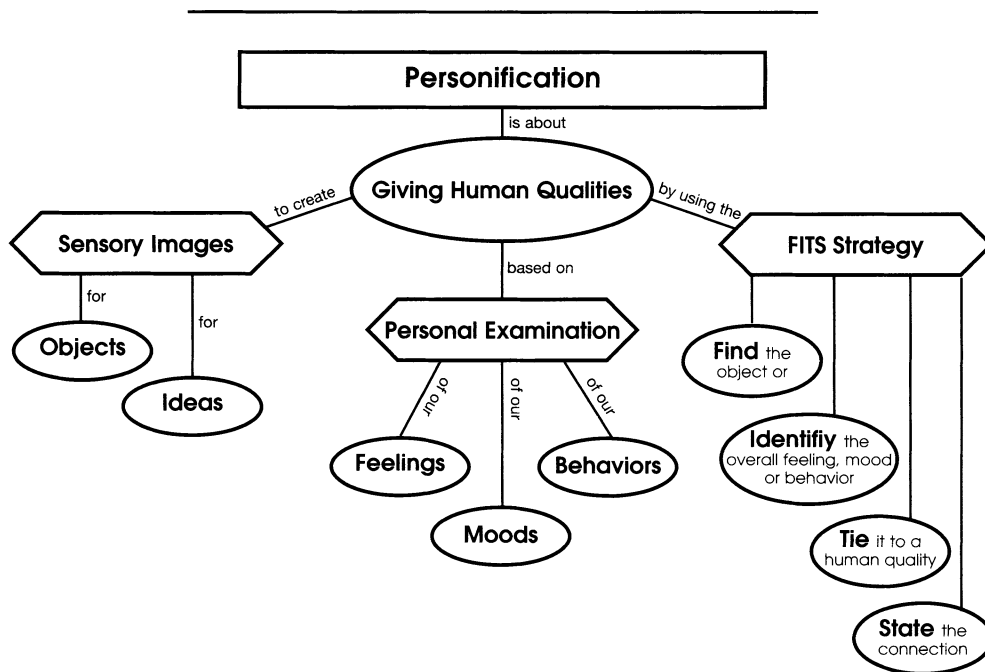 Personification
is about
Giving Human Qualities
to create
by using the
Sensory Images
based on
FITS Strategy
for
for
Objects
Ideas
Personal Examination
of our
of our
of our
Feelings
Moods
Behaviors
Find the
object or
Identifiy the
overall feeling, mood
or behavior
Tie it to a
human quality
State the
connection